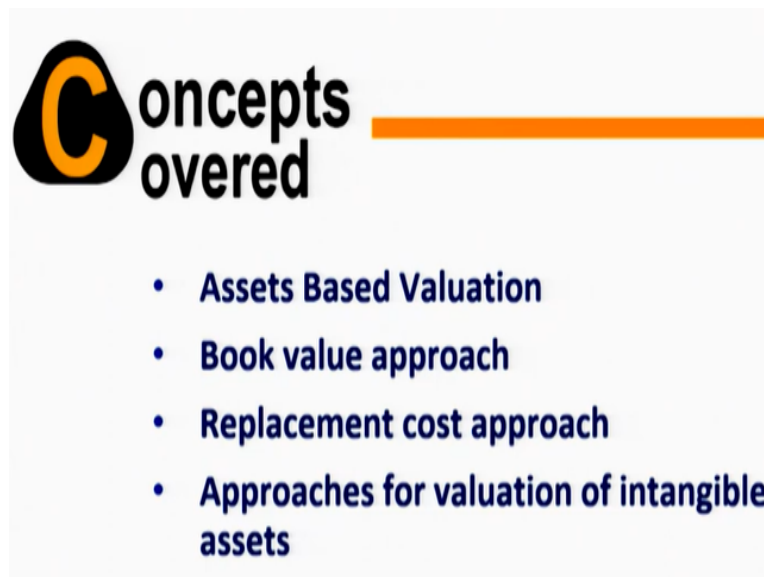 Concepts
Covered
• Assets Based Valuation
• Book value approach
• Replacement cost approach
• Approaches for valuation of intangible
assets